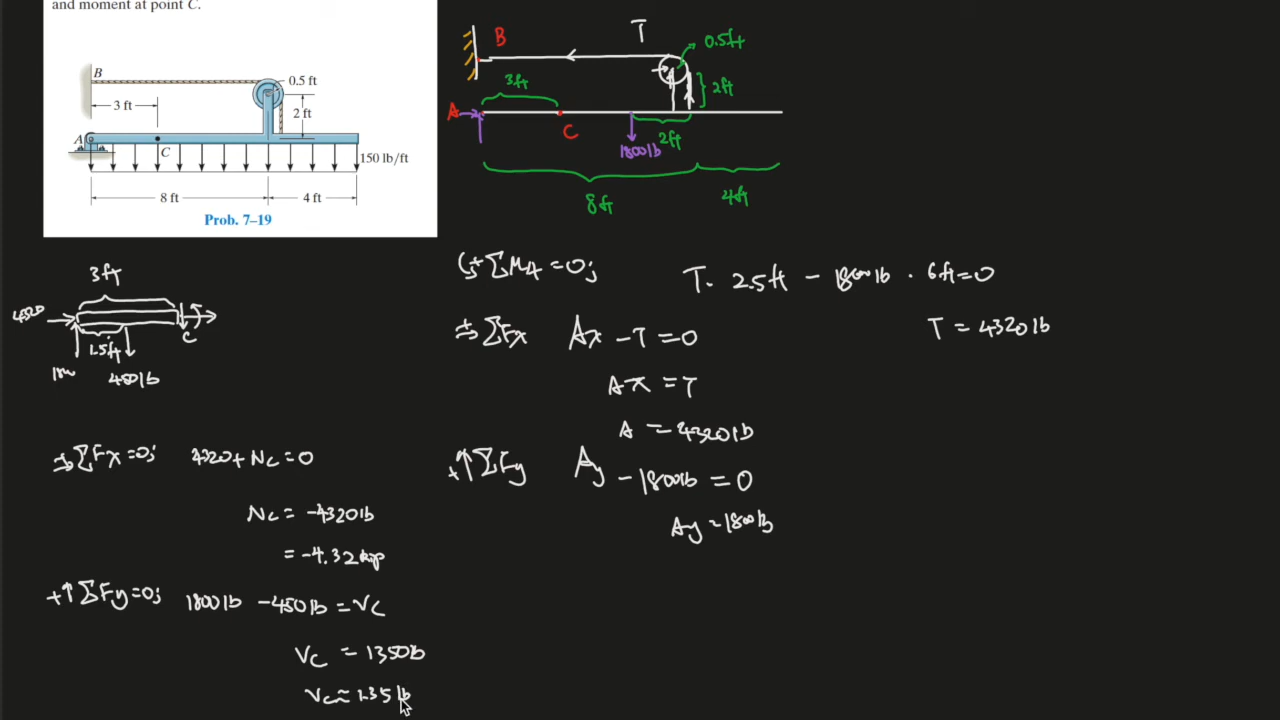 and moment at point C.
B
0.5 ft
3 ft
2 ft
A
C
150 lb/ft
8 ft
4 ft
Prob. 7–19
T
B
0.5ft
3ft
2ft
A
C
1800lb
2ft
8ft
4ft
3ft
4320
1.5ft
C
450lb
ΣMA = 0; T. 2.5ft - 1800lb . 6ft = 0
T = 4320lb
ΣFx Ax - T = 0
Ax = T
A = 4320lb
+↑ΣFy Ay - 1800lb = 0
Ay = 1800lb
ΣFx = 0; 4320 + Nc = 0
Nc = -4320lb
= -4.32kip
+↑ΣFy = 0; 1800lb - 450lb = Vc
Vc = 1350lb
Vc = 1.35 lb